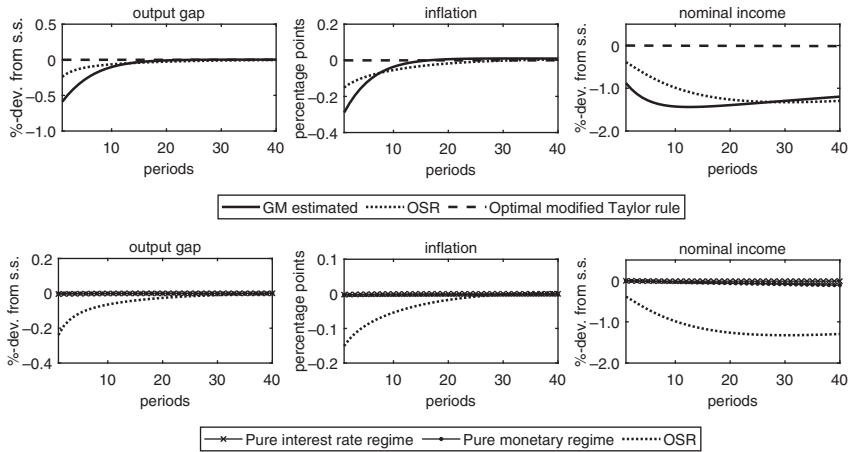 output gap
inflation
nominal income
%-dev. from s.s.
0.5
0
−0.5
−1.0
10
20
30
40
periods
percentage points
0.2
0
−0.2
−0.4
10
20
30
40
periods
%-dev. from s.s.
0
−1.0
−2.0
10
20
30
40
periods
GM estimated
OSR
Optimal modified Taylor rule
output gap
inflation
nominal income
%-dev. from s.s.
0.2
0
−0.2
−0.4
10
20
30
40
periods
percentage points
0.1
0
−0.1
−0.2
10
20
30
40
periods
%-dev. from s.s.
0
−1.0
−2.0
10
20
30
40
periods
Pure interest rate regime
Pure monetary regime
OSR